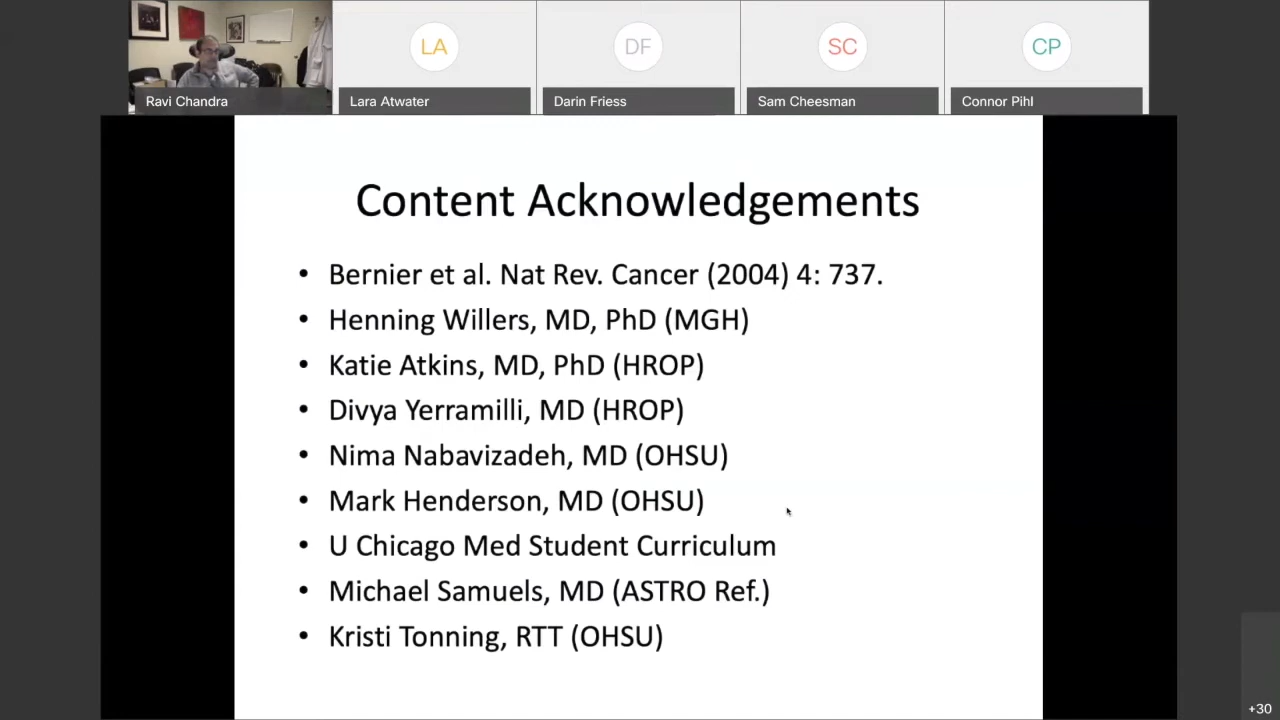 LA
DF
SC
CP
Ravi Chandra
Lara Atwater
Darin Friess
Sam Cheesman
Connor Pihl
Content Acknowledgements
• Bernier et al. Nat Rev. Cancer (2004) 4: 737.
• Henning Willers, MD, PhD (MGH)
• Katie Atkins, MD, PhD (HROP)
• Divya Yerramilli, MD (HROP)
• Nima Nabavizadeh, MD (OHSU)
• Mark Henderson, MD (OHSU)
• U Chicago Med Student Curriculum
• Michael Samuels, MD (ASTRO Ref.)
• Kristi Tonning, RTT (OHSU)
+30